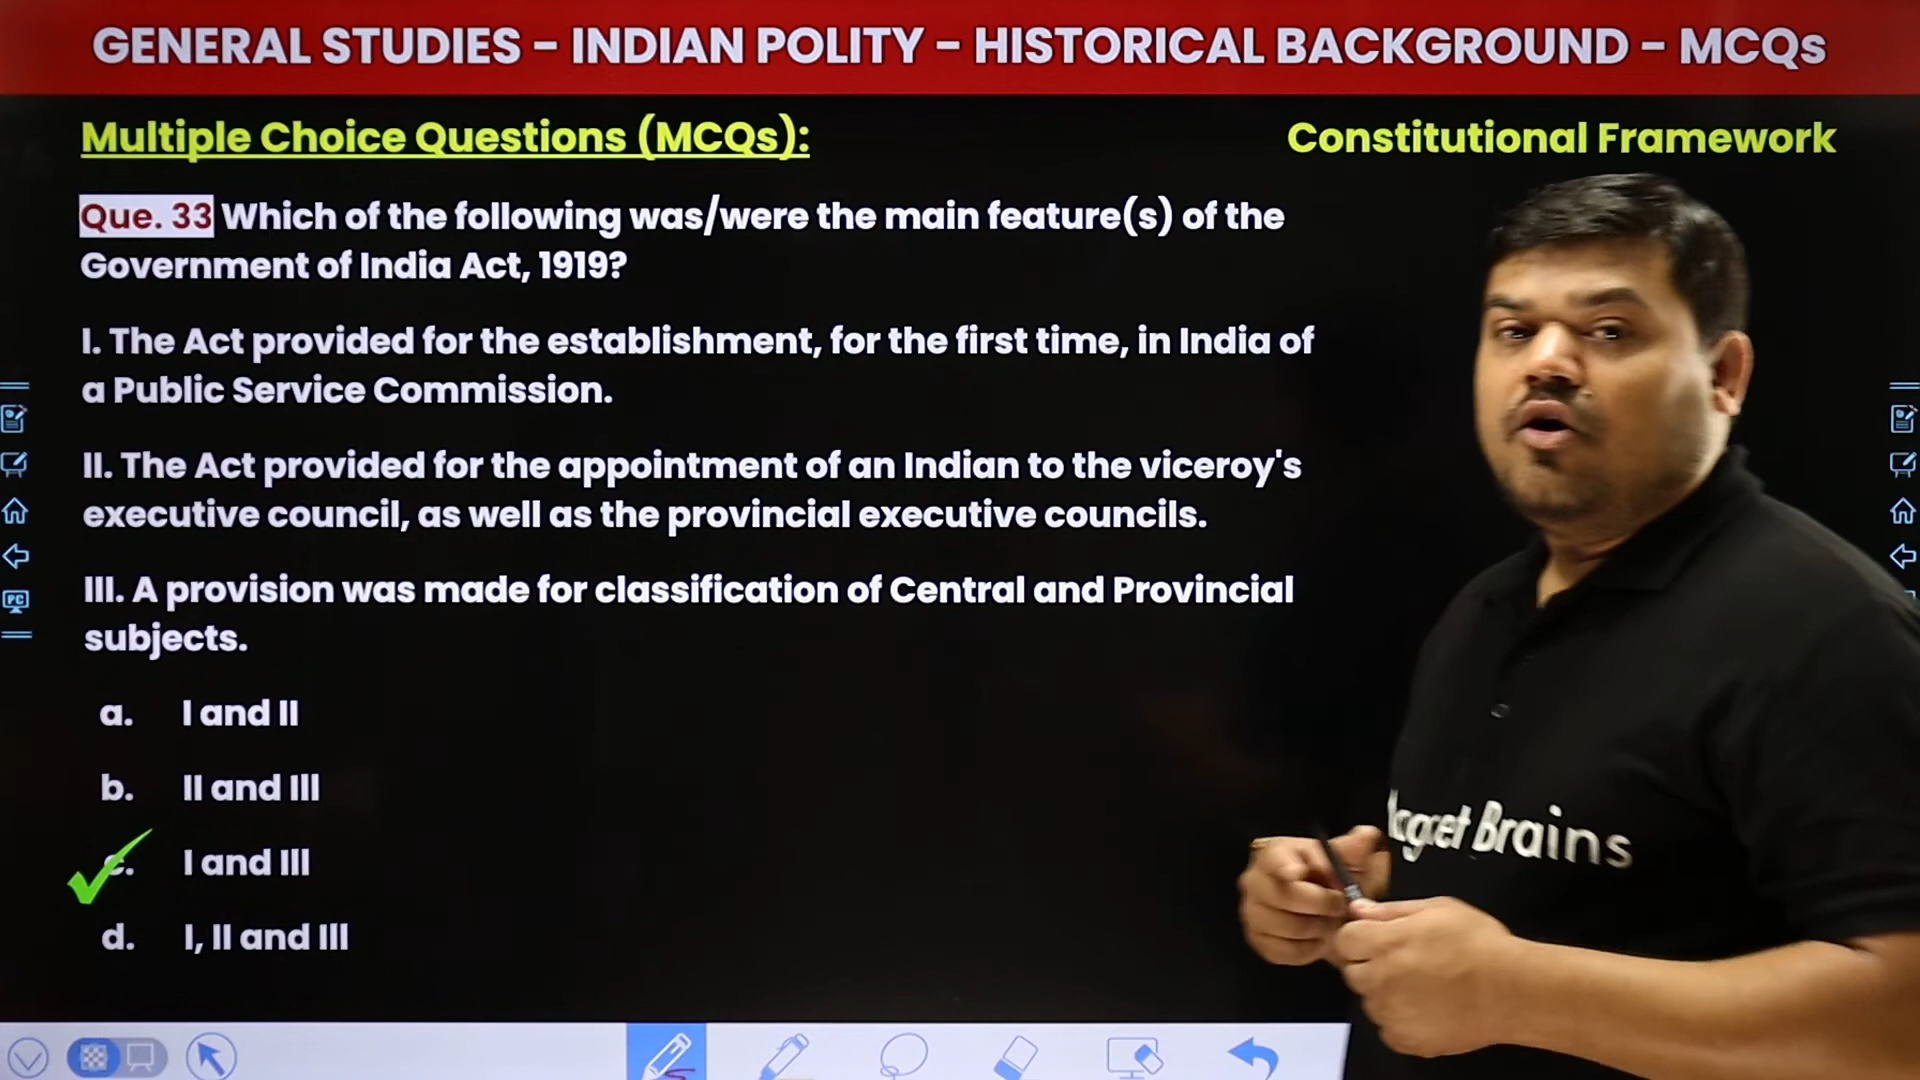 GENERAL STUDIES – INDIAN POLITY – HISTORICAL BACKGROUND – MCQs
Multiple Choice Questions (MCQs):
Constitutional Framework
Que. 33 Which of the following was/were the main feature(s) of the
Government of India Act, 1919?
I. The Act provided for the establishment, for the first time, in India of
a Public Service Commission.
II. The Act provided for the appointment of an Indian to the viceroy's
executive council, as well as the provincial executive councils.
III. A provision was made for classification of Central and Provincial
subjects.
a. I and II
b. II and III
c. I and III
d. I, II and III
Brains
PC